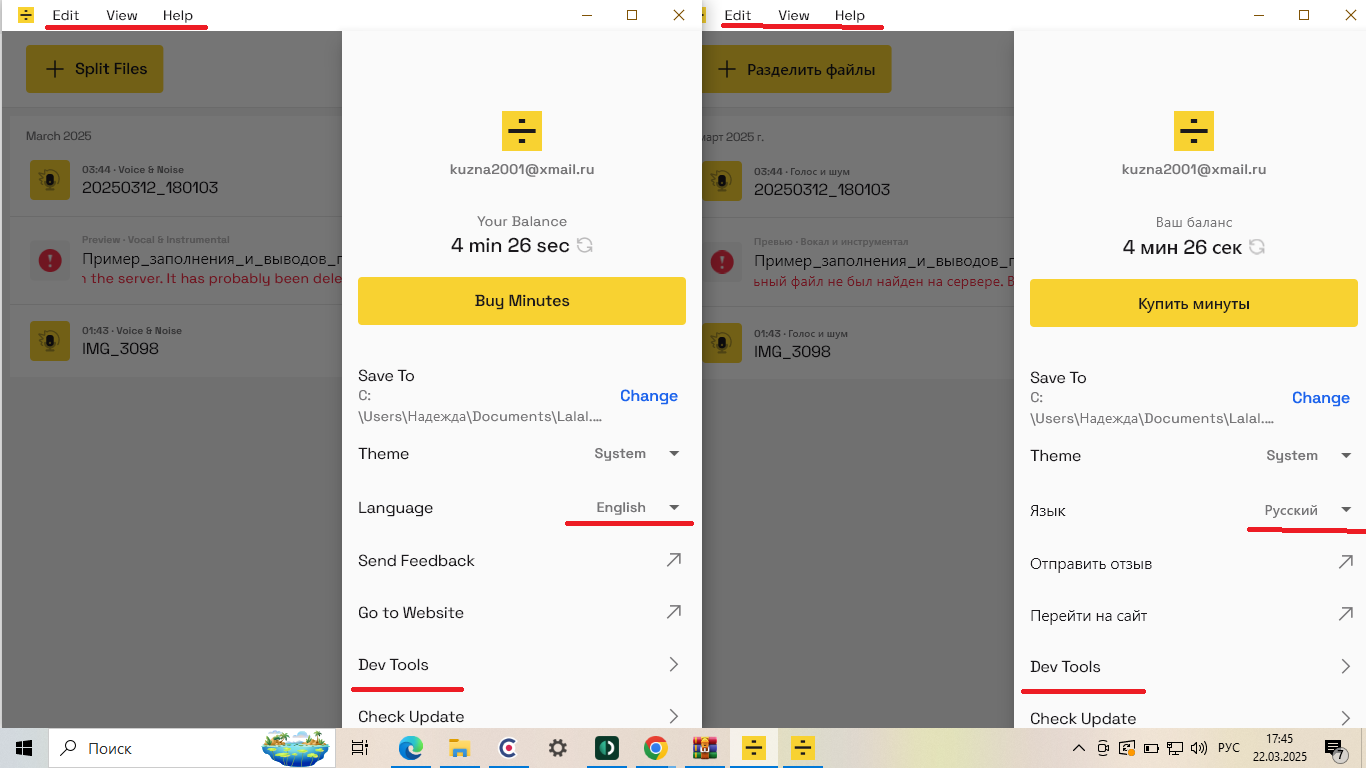 Edit View Help
Split Files
March 2025
03:44 · Voice & Noise
20250312_180103
Preview · Vocal & Instrumental
Пример_заполнения_и_выводов_г
n the server. It has probably been dele
01:43 · Voice & Noise
IMG_3098
kuzna2001@xmail.ru
Your Balance
4 min 26 sec
Buy Minutes
Save To
C:
\Users\Надежда\Documents\Lalal....
Change
Theme
System
Language
English
Send Feedback
Go to Website
Dev Tools
Check Update
Edit View Help
Разделить файлы
март 2025 г.
03:44 · Голос и шум
20250312_180103
Превью · Вокал и инструментал
Пример_заполнения_и_выводов_г
ьный файл не был найден на сервере. В
01:43 · Голос и шум
IMG_3098
kuzna2001@xmail.ru
Ваш баланс
4 мин 26 сек
Купить минуты
Save To
C:
\Users\Надежда\Documents\Lalal....
Change
Theme
System
Язык
Русский
Отправить отзыв
Перейти на сайт
Dev Tools
Check Update
Поиск
РУС
17:45
22.03.2025
7